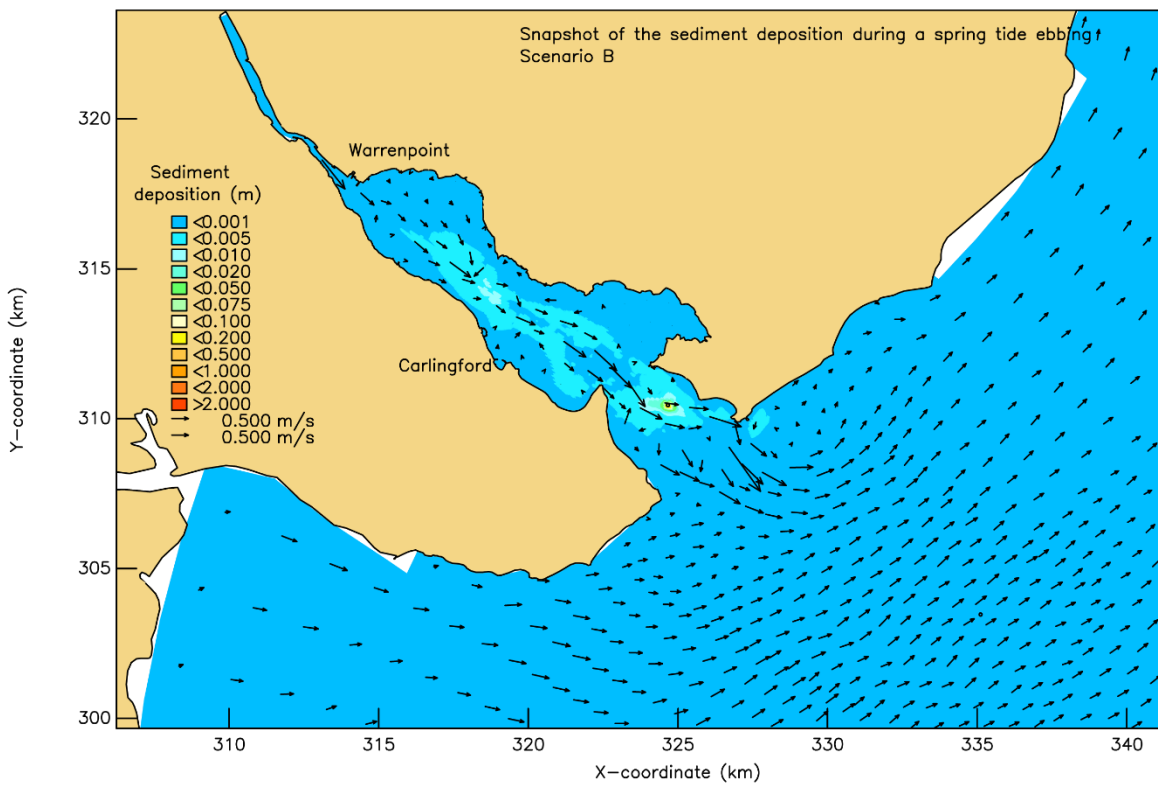 Snapshot of the sediment deposition during a spring tide ebbing
Scenario B
320
Warrenpoint
Sediment
deposition (m)
<0.001
<0.005
<0.010
<0.020
<0.050
<0.075
<0.100
<0.200
<0.500
<1.000
<2.000
>2.000
0.500 m/s
0.500 m/s
315
Carlingford
310
305
300
Y-coordinate (km)
310 315 320 325 330 335 340
X-coordinate (km)